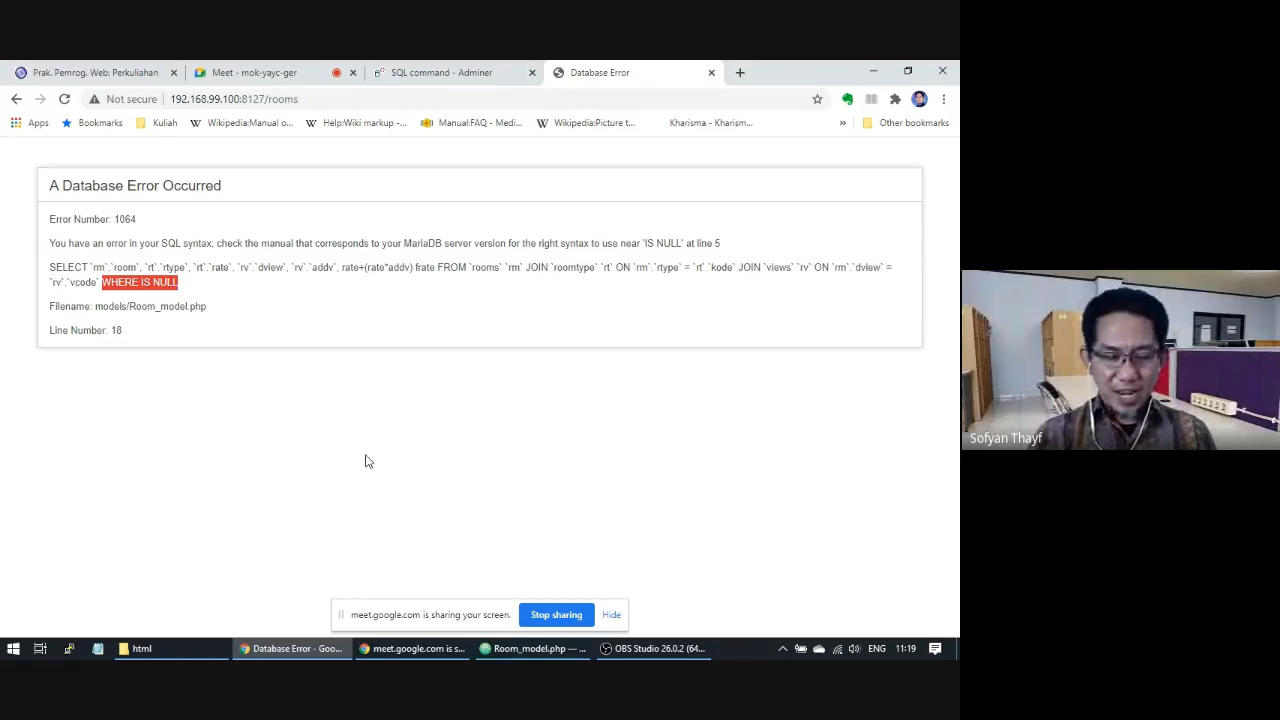 Prak. Pemrog. Web: Perkuliahan
Meet - mok-yayc-ger
SQL command - Adminer
Database Error
Not secure
192.168.99.100:8127/rooms
Apps
Bookmarks
Kuliah
Wikipedia:Manual o...
Help:Wiki markup -...
Manual:FAQ - Medi...
Wikipedia:Picture t...
Kharisma - Kharism...
»
Other bookmarks
A Database Error Occurred
Error Number: 1064
You have an error in your SQL syntax; check the manual that corresponds to your MariaDB server version for the right syntax to use near 'IS NULL' at line 5
SELECT `rm`.`room`, `rt`.`rtype`, `rt`.`rate`, `rv`.`dview`, `rv`.`addv`, rate+(rate*addv) frate FROM `rooms` `rm` JOIN `roomtype` `rt` ON `rm`.`rtype` = `rt`.`kode` JOIN `views` `rv` ON `rm`.`dview` =
`rv`.`vcode` WHERE IS NULL
Filename: models/Room_model.php
Line Number: 18
Sofyan Thayf
meet.google.com is sharing your screen.
Stop sharing
Hide
html
Database Error - Goo...
meet.google.com is s...
Room_model.php — ...
OBS Studio 26.0.2 (64...
ENG
11:19